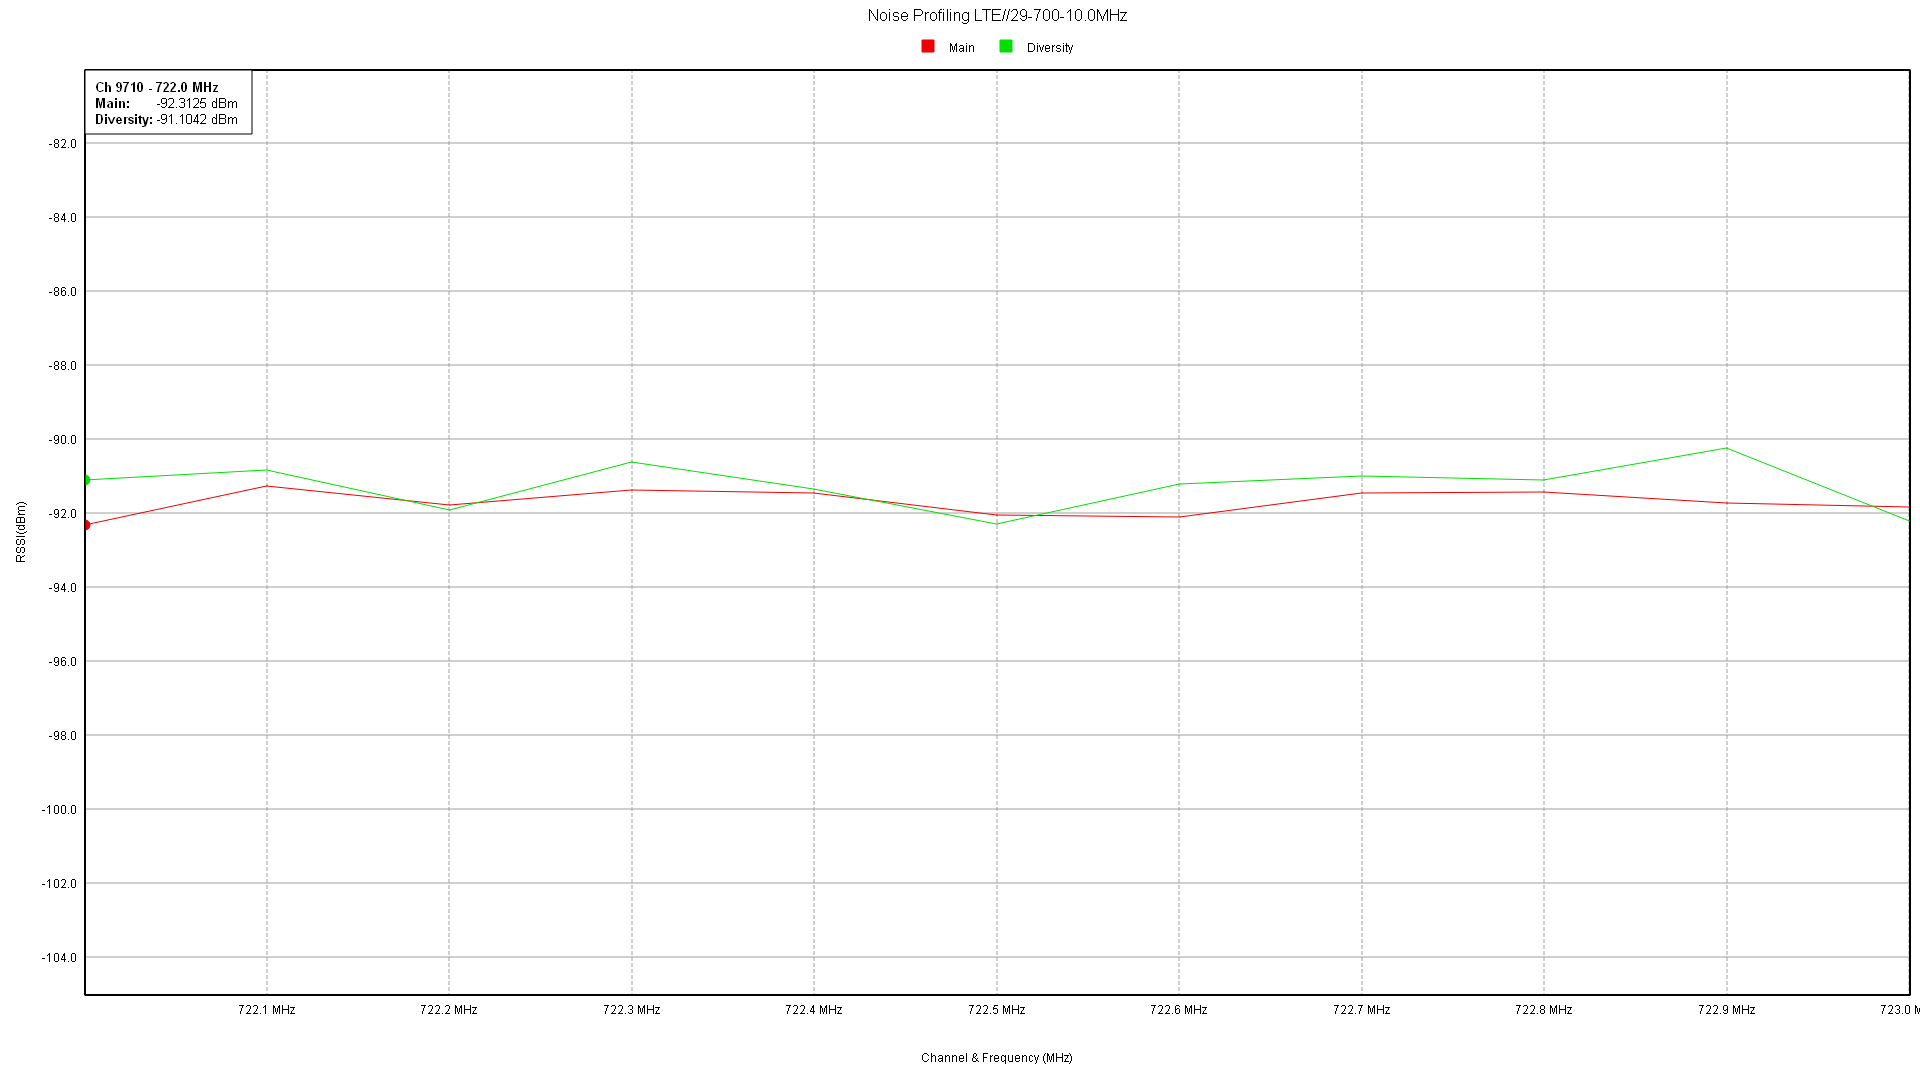 Noise Profiling LTE//29-700-10.0MHz
Main Diversity
Ch 9710 - 722.0 MHz
Main: -92.3125 dBm
Diversity: -91.1042 dBm
-82.0
-84.0
-86.0
-88.0
-90.0
-92.0
-94.0
-96.0
-98.0
-100.0
-102.0
-104.0
RSSI(dBm)
722.1 MHz 722.2 MHz 722.3 MHz 722.4 MHz 722.5 MHz 722.6 MHz 722.7 MHz 722.8 MHz 722.9 MHz 723.0 M
Channel & Frequency (MHz)